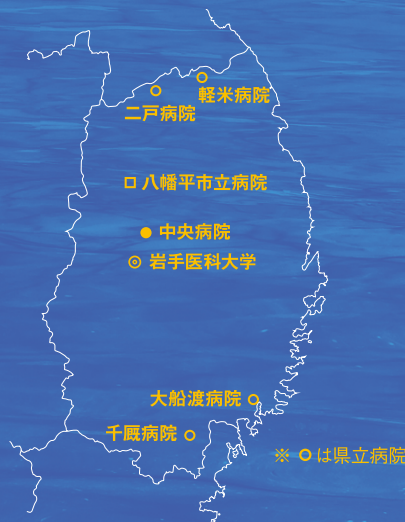 軽米病院
二戸病院
□ 八幡平市立病院
● 中央病院
◎ 岩手医科大学
大船渡病院 ○
千厩病院 ○
※ ○は県立病院